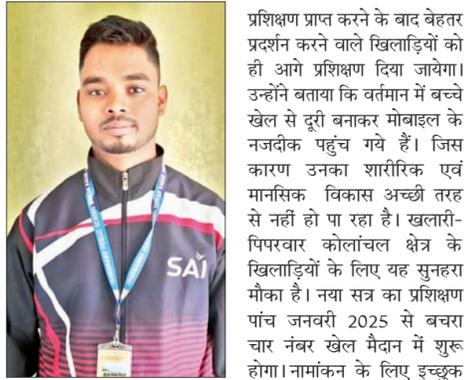 SAI
प्रशिक्षण प्राप्त करने के बाद बेहतर
प्रदर्शन करने वाले खिलाड़ियों को
ही आगे प्रशिक्षण दिया जायेगा।
उन्होंने बताया कि वर्तमान में बच्चे
खेल से दूरी बनाकर मोबाइल के
नजदीक पहुंच गये हैं। जिस
कारण उनका शारीरिक एवं
मानसिक विकास अच्छी तरह
से नहीं हो पा रहा है। खलारी-
पिपरवार कोलांचल क्षेत्र के
खिलाड़ियों के लिए यह सुनहरा
मौका है। नया सत्र का प्रशिक्षण
पांच जनवरी 2025 से बचरा
चार नंबर खेल मैदान में शुरू
होगा। नामांकन के लिए इच्छुक